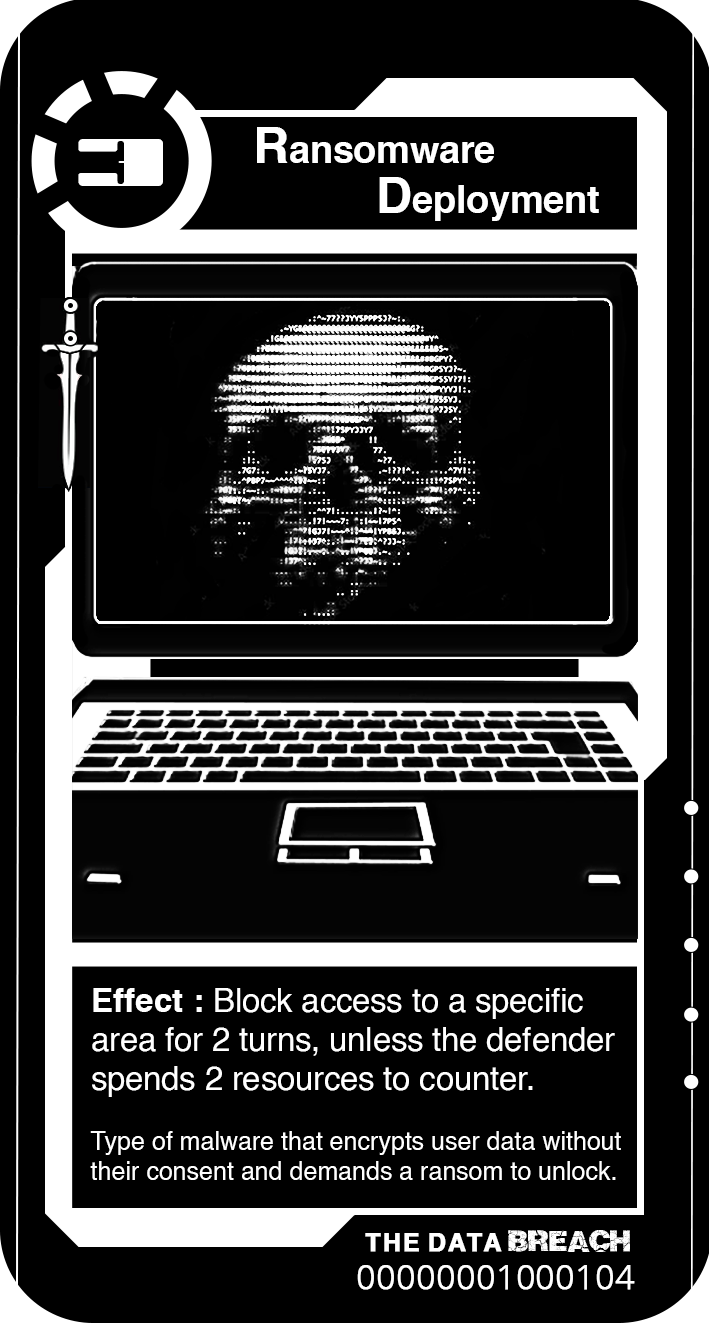 Ransomware
Deployment
Effect : Block access to a specific
area for 2 turns, unless the defender
spends 2 resources to counter.
Type of malware that encrypts user data without
their consent and demands a ransom to unlock.
THE DATA BREACH
00000001000104